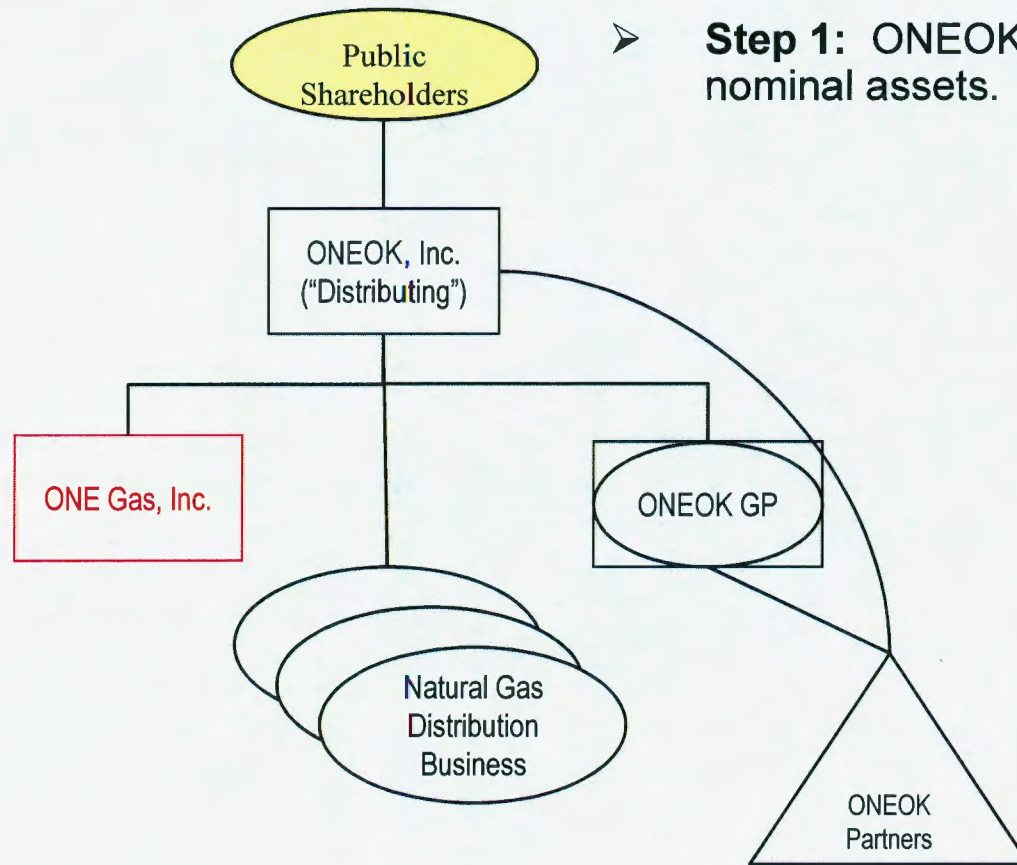 Public
Shareholders
➢ Step 1: ONEOK
nominal assets.
ONEOK, Inc.
(“Distributing”)
ONE Gas, Inc.
ONEOK GP
Natural Gas
Distribution
Business
ONEOK
Partners